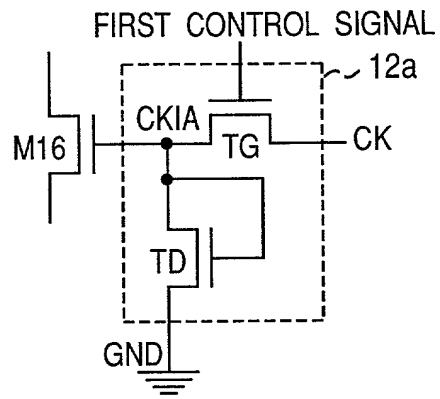 FIRST CONTROL SIGNAL
12a
CKIA
M16
TG
CK
TD
GND